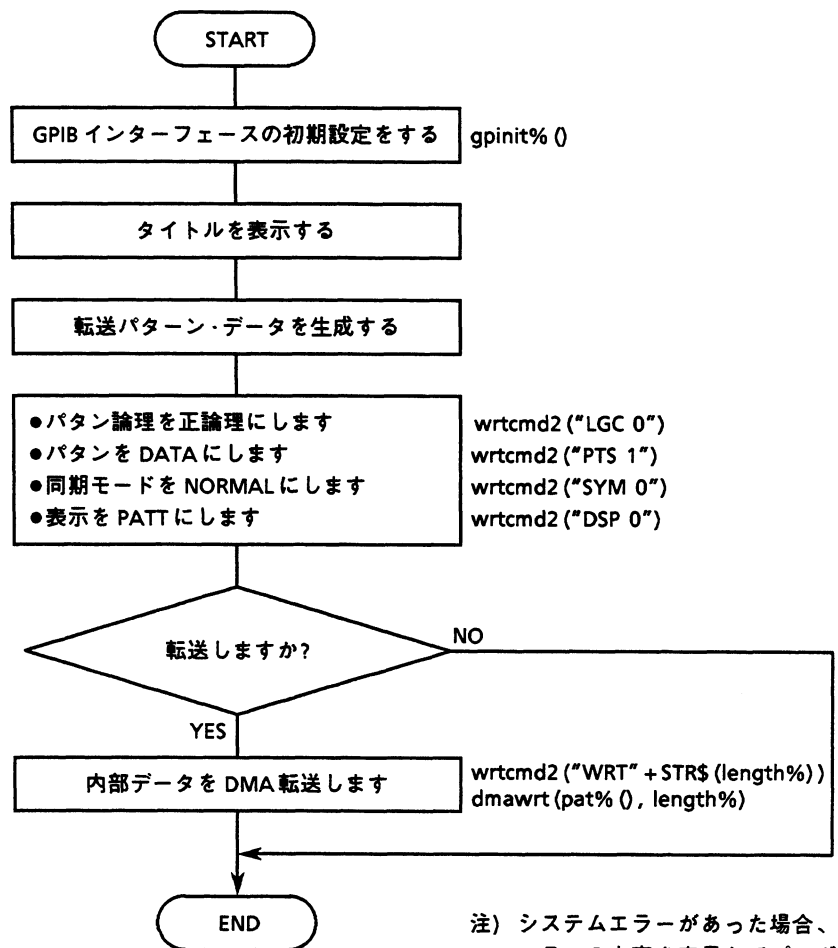 START
GPIB インターフェースの初期設定をする gpinit% ()
タイトルを表示する
転送パターン・データを生成する
●パタン論理を正論理にします wrtcmd2 ("LGC 0")
●パタンを DATA にします wrtcmd2 ("PTS 1")
●同期モードを NORMAL にします wrtcmd2 ("SYM 0")
●表示を PATT にします wrtcmd2 ("DSP 0")
転送しますか?
NO
YES
内部データを DMA 転送します
wrtcmd2 ("WRT" + STR$ (length%))
dmawrt (pat% () , length%)
END
注) システムエラーがあった場合、